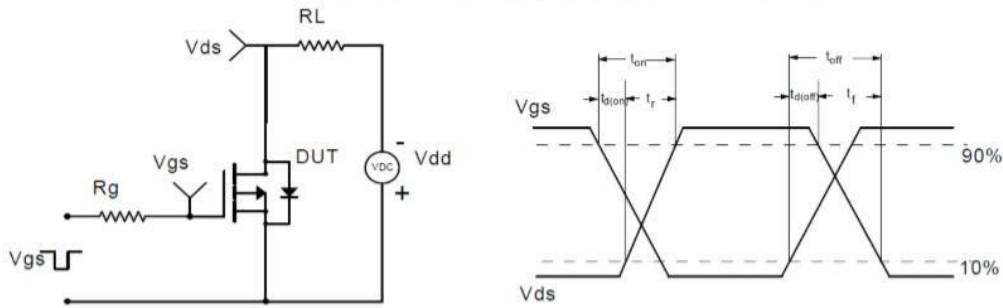 RL
Vds
Vgs
DUT
-
Vdd
VDC
+
Rg
Vgs
ton
toff
td(on)
tr
td(off)
tf
Vgs
90%
10%
Vds